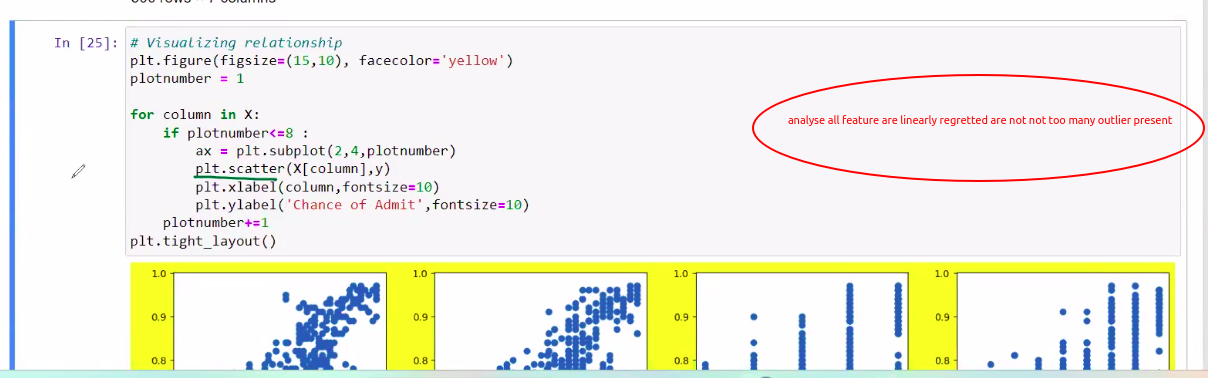 In [25]: # Visualizing relationship
plt.figure(figsize=(15,10), facecolor='yellow')
plotnumber = 1
for column in X:
if plotnumber<=8 :
ax = plt.subplot(2,4,plotnumber)
plt.scatter(X[column],y)
plt.xlabel(column,fontsize=10)
plt.ylabel('Chance of Admit',fontsize=10)
plotnumber+=1
plt.tight_layout()
analyse all feature are linearly regretted are not not too many outlier present
1.0 1.0 1.0 1.0
0.9 0.9 0.9 0.9
0.8 0.8 0.8 0.8